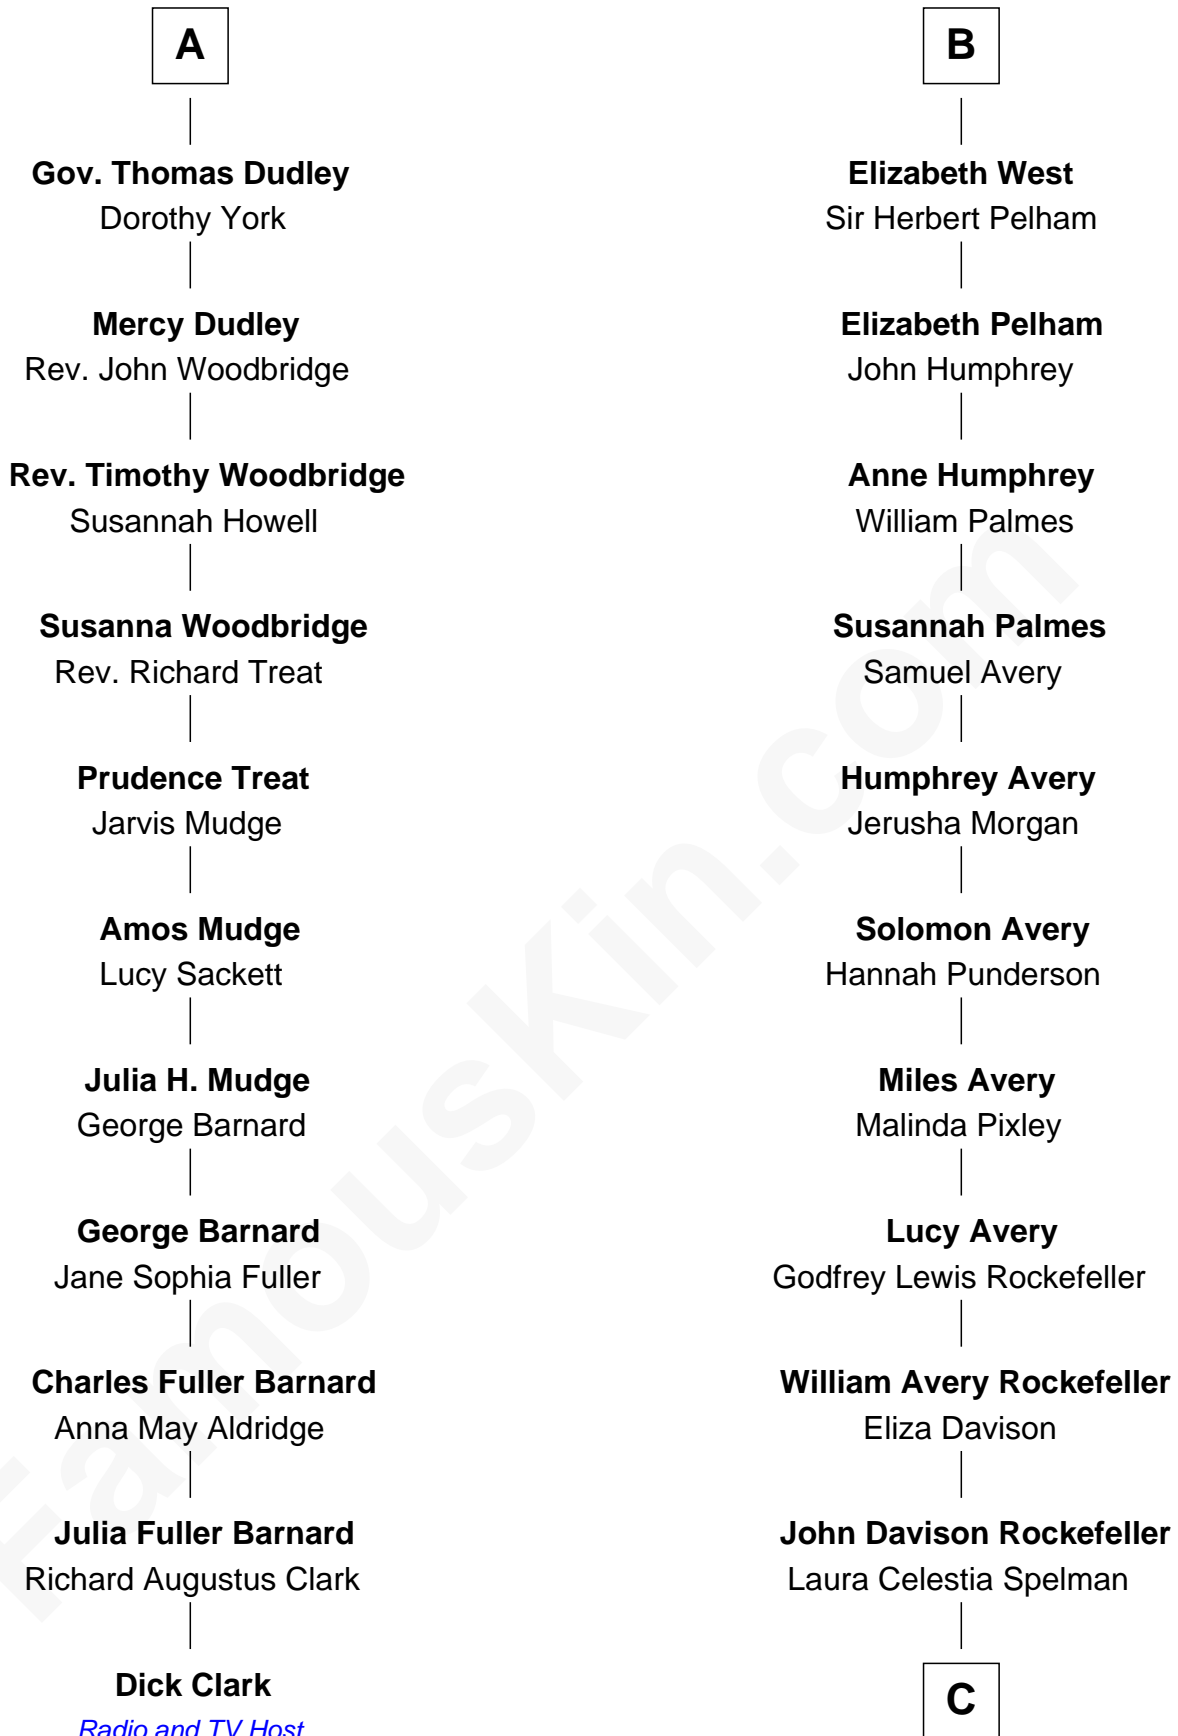 A
Gov. Thomas Dudley
Dorothy York
Mercy Dudley
Rev. John Woodbridge
Rev. Timothy Woodbridge
Susannah Howell
Susanna Woodbridge
Rev. Richard Treat
Prudence Treat
Jarvis Mudge
Amos Mudge
Lucy Sackett
Julia H. Mudge
George Barnard
George Barnard
Jane Sophia Fuller
Charles Fuller Barnard
Anna May Aldridge
Julia Fuller Barnard
Richard Augustus Clark
Dick Clark
Radio and TV Host
B
Elizabeth West
Sir Herbert Pelham
Elizabeth Pelham
John Humphrey
Anne Humphrey
William Palmes
Susannah Palmes
Samuel Avery
Humphrey Avery
Jerusha Morgan
Solomon Avery
Hannah Punderson
Miles Avery
Malinda Pixley
Lucy Avery
Godfrey Lewis Rockefeller
William Avery Rockefeller
Eliza Davison
John Davison Rockefeller
Laura Celestia Spelman
C
FamousKin.com